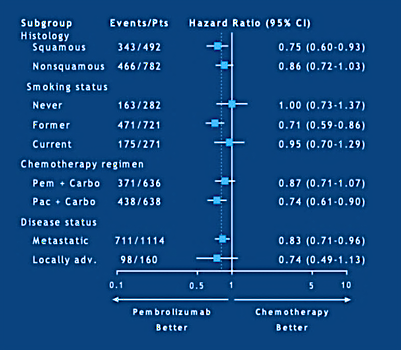 Subgroup Events/Pts Hazard Ratio (95% CI)
Histology
Squamous 343/492 0.75 (0.60-0.93)
Nonsquamous 466/782 0.86 (0.72-1.03)
Smoking status
Never 163/282 1.00 (0.73-1.37)
Former 471/721 0.71 (0.59-0.86)
Current 175/271 0.95 (0.70-1.29)
Chemotherapy regimen
Pem + Carbo 371/636 0.87 (0.71-1.07)
Pac + Carbo 438/638 0.74 (0.61-0.90)
Disease status
Metastatic 711/1114 0.83 (0.71-0.96)
Locally adv. 98/160 0.74 (0.49-1.13)
0.1 0.5 1 5 10
Pembrolizumab Chemotherapy
Better Better